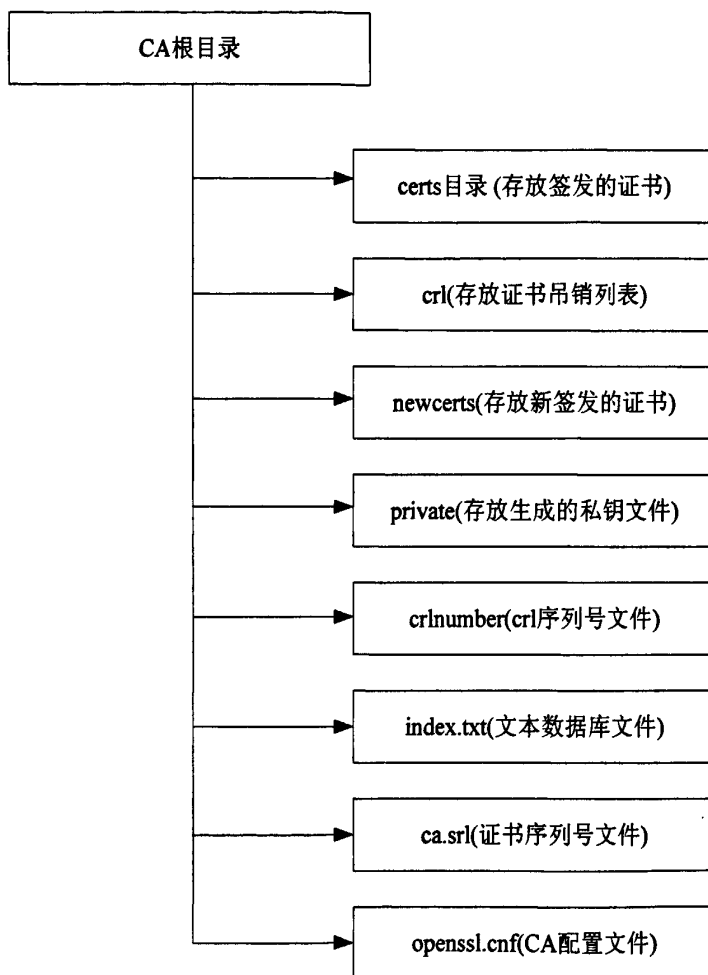 CA根目录
certs目录 (存放签发的证书)
crl(存放证书吊销列表)
newcerts(存放新签发的证书)
private(存放生成的私钥文件)
crlnumber(crl序列号文件)
index.txt(文本数据库文件)
ca.srl(证书序列号文件)
openssl.cnf(CA配置文件)